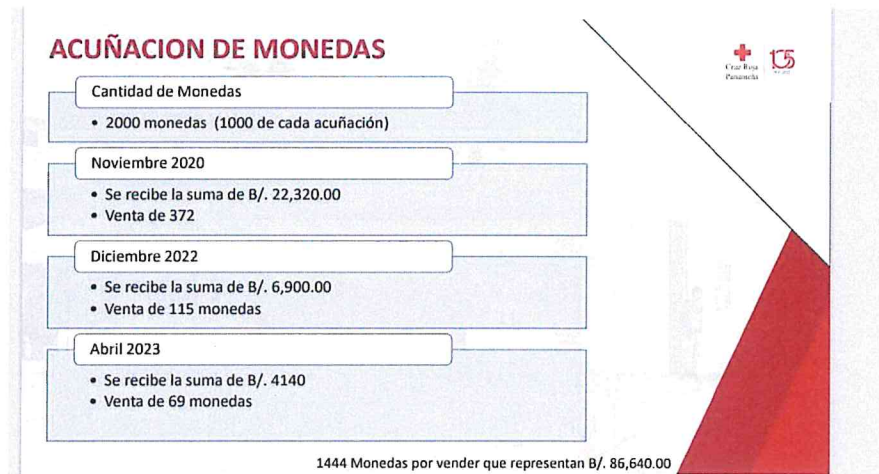 ACUÑACION DE MONEDAS
Cruz Roja
Panameña
Cantidad de Monedas
• 2000 monedas (1000 de cada acuñación)
Noviembre 2020
• Se recibe la suma de B/. 22,320.00
• Venta de 372
Diciembre 2022
• Se recibe la suma de B/. 6,900.00
• Venta de 115 monedas
Abril 2023
• Se recibe la suma de B/. 4140
• Venta de 69 monedas
1444 Monedas por vender que representan B/. 86,640.00